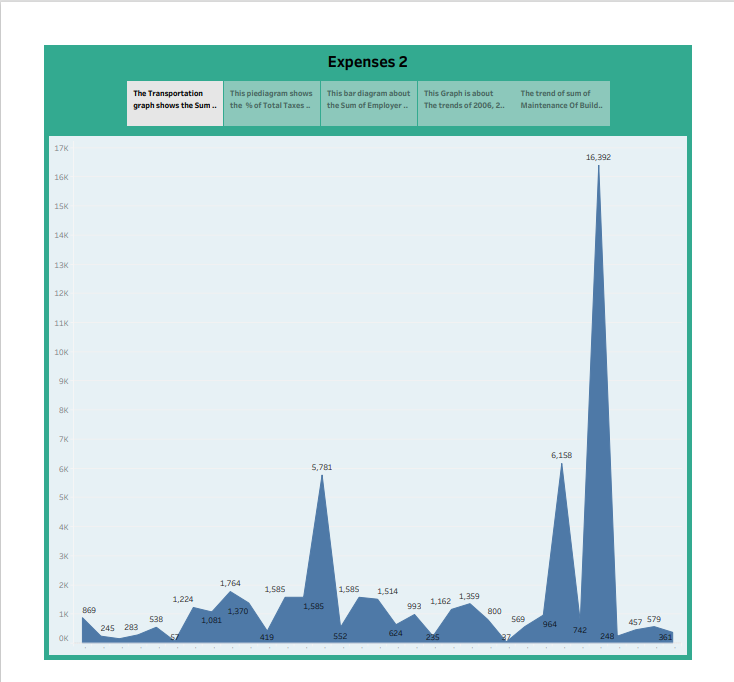 Expenses 2
The Transportation
graph shows the Sum ..
This piediagram shows
the % of Total Taxes ..
This bar diagram about
the Sum of Employer ..
This Graph is about
The trends of 2006, 2..
The trend of sum of
Maintenance Of Build..
17K
16K
15K
14K
13K
12K
11K
10K
9K
8K
7K
6K
5K
4K
3K
2K
1K
0K
869
245
283
538
57
1,224
1,081
1,764
1,370
419
1,585
1,585
5,781
552
1,585
1,514
624
993
235
1,162
1,359
800
37
569
964
6,158
742
16,392
248
457
579
361